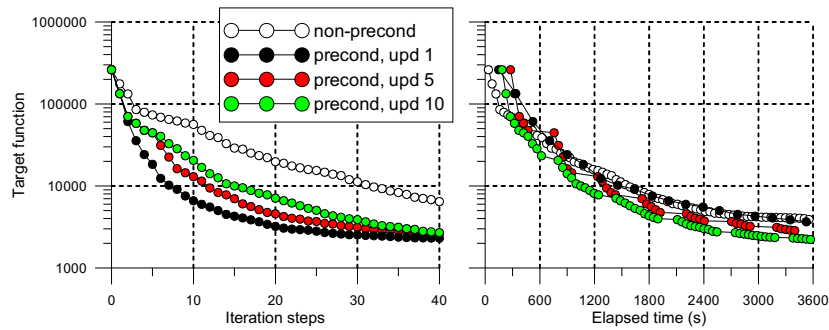 non-precond
precond, upd 1
precond, upd 5
precond, upd 10
Target function
1000000
100000
10000
1000
0 10 20 30 40
Iteration steps
0 600 1200 1800 2400 3000 3600
Elapsed time (s)